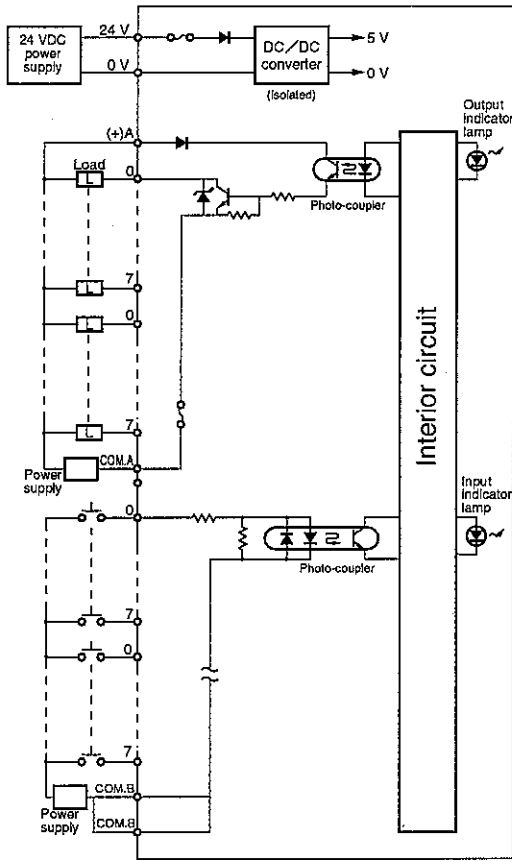 24 VDC
power
supply
24 V
0 V
DC/DC
converter
(Isolated)
5 V
0 V
(+)A
Load
L
0
L
7
L
0
L
7
Power
supply
COM.A
Photo-coupler
Interior circuit
Output
indicator
lamp
0
Photo-coupler
Input
indicator
lamp
7
0
7
Power
supply
COM.B
COM.B